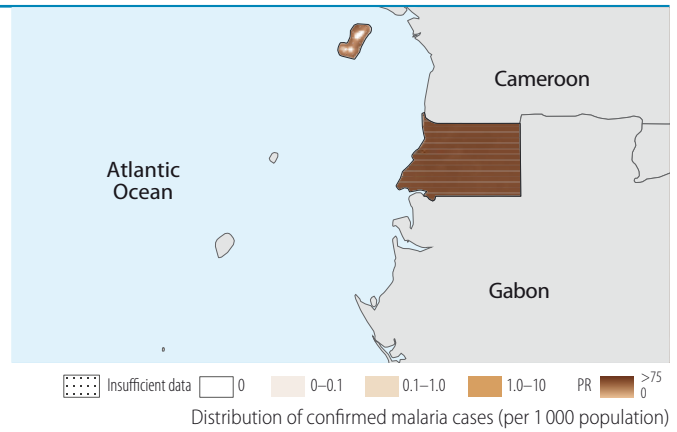 Cameroon
Atlantic
Ocean
Gabon
Insufficient data 0 0–0.1 0.1–1.0 1.0–10 PR >75
0
Distribution of confirmed malaria cases (per 1 000 population)